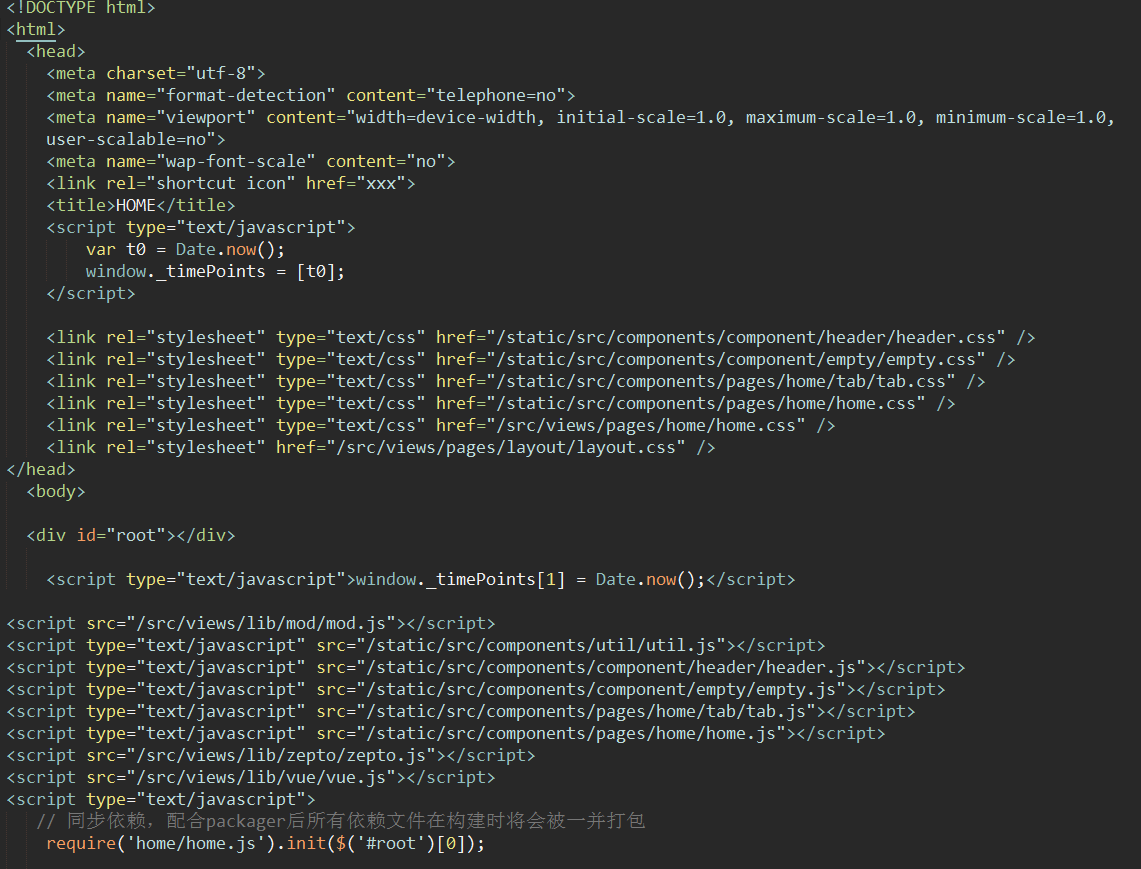 <!DOCTYPE html>
<html>
<head>
<meta charset="utf-8">
<meta name="format-detection" content="telephone=no">
<meta name="viewport" content="width=device-width, initial-scale=1.0, maximum-scale=1.0, minimum-scale=1.0,
user-scalable=no">
<meta name="wap-font-scale" content="no">
<link rel="shortcut icon" href="xxx">
<title>HOME</title>
<script type="text/javascript">
var t0 = Date.now();
window._timePoints = [t0];
</script>
<link rel="stylesheet" type="text/css" href="/static/src/components/component/header/header.css" />
<link rel="stylesheet" type="text/css" href="/static/src/components/component/empty/empty.css" />
<link rel="stylesheet" type="text/css" href="/static/src/components/pages/home/tab/tab.css" />
<link rel="stylesheet" type="text/css" href="/static/src/components/pages/home/home.css" />
<link rel="stylesheet" type="text/css" href="/src/views/pages/home/home.css" />
<link rel="stylesheet" href="/src/views/pages/layout/layout.css" />
</head>
<body>
<div id="root"></div>
<script type="text/javascript">window._timePoints[1] = Date.now();</script>
<script src="/src/views/lib/mod/mod.js"></script>
<script type="text/javascript" src="/static/src/components/util/util.js"></script>
<script type="text/javascript" src="/static/src/components/component/header/header.js"></script>
<script type="text/javascript" src="/static/src/components/component/empty/empty.js"></script>
<script type="text/javascript" src="/static/src/components/pages/home/tab/tab.js"></script>
<script type="text/javascript" src="/static/src/components/pages/home/home.js"></script>
<script src="/src/views/lib/zepto/zepto.js"></script>
<script src="/src/views/lib/vue/vue.js"></script>
<script type="text/javascript">
// 同步依赖，配合packager后所有依赖文件在构建时将会被一并打包
require('home/home.js').init($('#root')[0]);